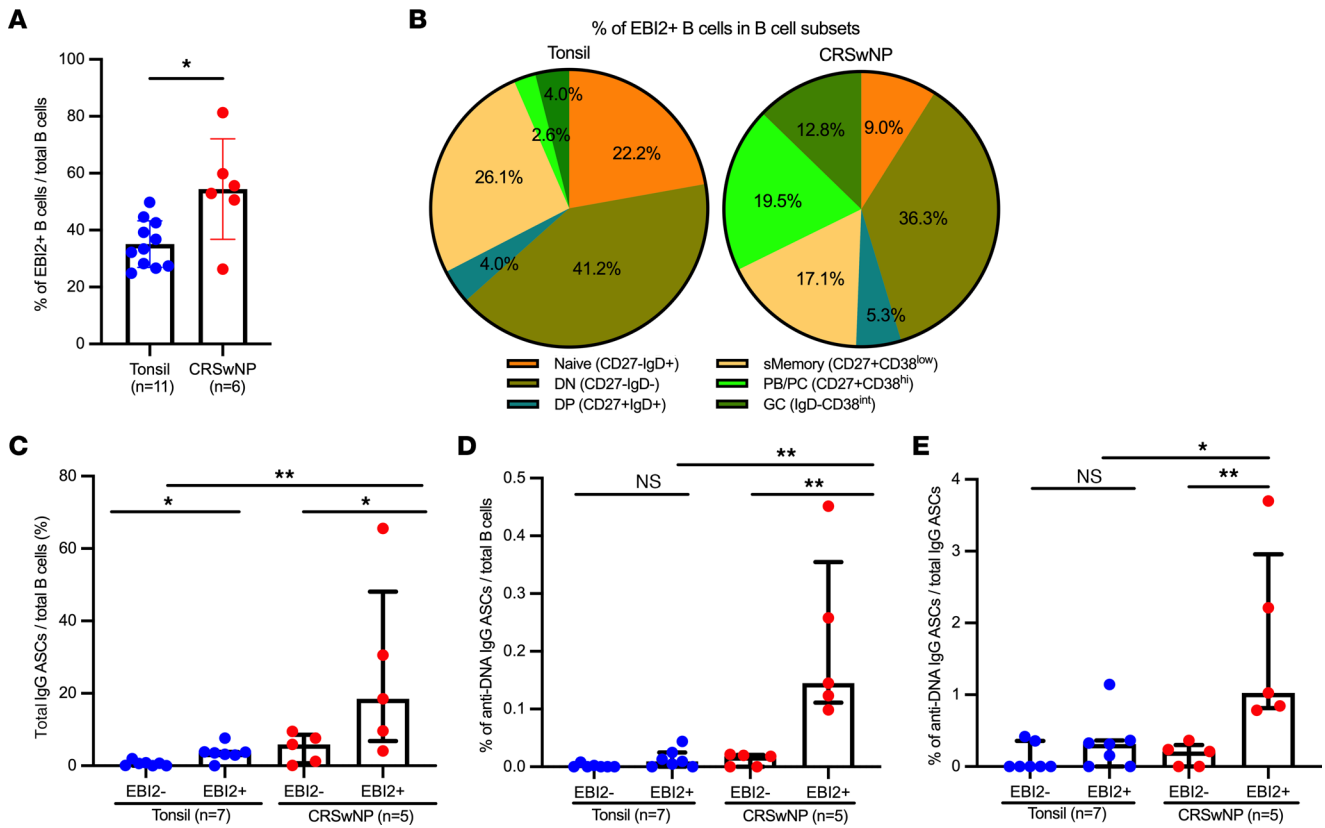 A
% of EBI2+ B cells / total B cells
100
80
60
40
20
0
*
Tonsil
(n=11)
CRSwNP
(n=6)
B
% of EBI2+ B cells in B cell subsets
Tonsil
CRSwNP
4.0%
2.6%
22.2%
26.1%
4.0%
41.2%
12.8%
9.0%
19.5%
36.3%
17.1%
5.3%
Naive (CD27-IgD+)
DN (CD27-IgD-)
DP (CD27+IgD+)
sMemory (CD27+CD38low)
PB/PC (CD27+CD38hi)
GC (IgD-CD38int)
C
Total IgG ASCs / total B cells (%)
80
60
40
20
0
**
*
*
EBI2-
EBI2+
EBI2-
EBI2+
Tonsil (n=7)
CRSwNP (n=5)
D
% of anti-DNA IgG ASCs / total B cells
0.5
0.4
0.3
0.2
0.1
0.0
**
NS
**
EBI2-
EBI2+
EBI2-
EBI2+
Tonsil (n=7)
CRSwNP (n=5)
E
% of anti-DNA IgG ASCs / total IgG ASCs
4
3
2
1
0
*
NS
**
EBI2-
EBI2+
EBI2-
EBI2+
Tonsil (n=7)
CRSwNP (n=5)